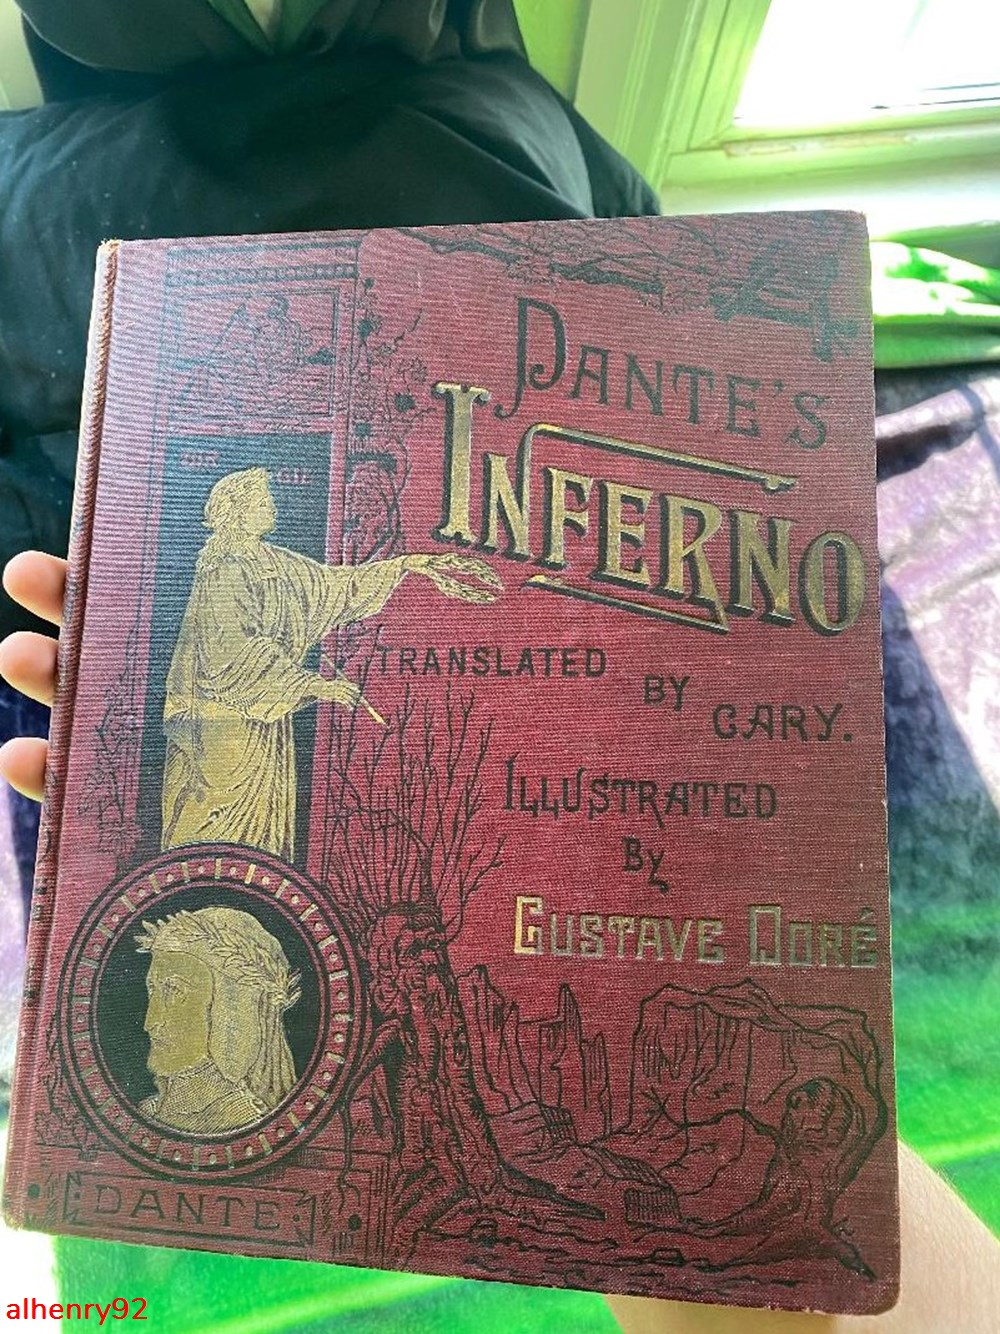 DANTE'S
INFERNO
TRANSLATED BY CARY.
ILLUSTRATED
BY
GUSTAVE DORÉ
DANTE
alhenry92